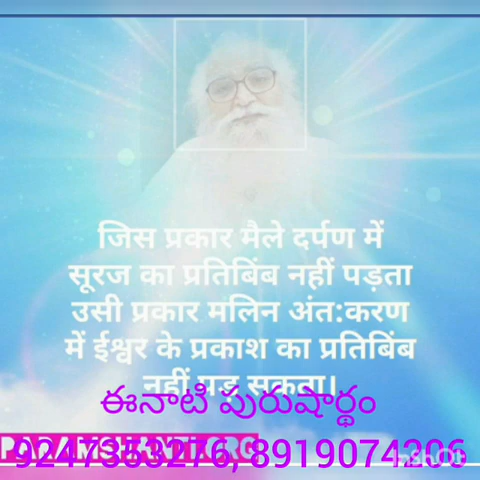 जिस प्रकार मैले दर्पण में
सूरज का प्रतिबिंब नहीं पड़ता
उसी प्रकार मलिन अंत:करण
में ईश्वर के प्रकाश का प्रतिबिंब
नहीं पड़ सकता।
ఈనాటి పురుషార్థం
9247353276, 8919074206